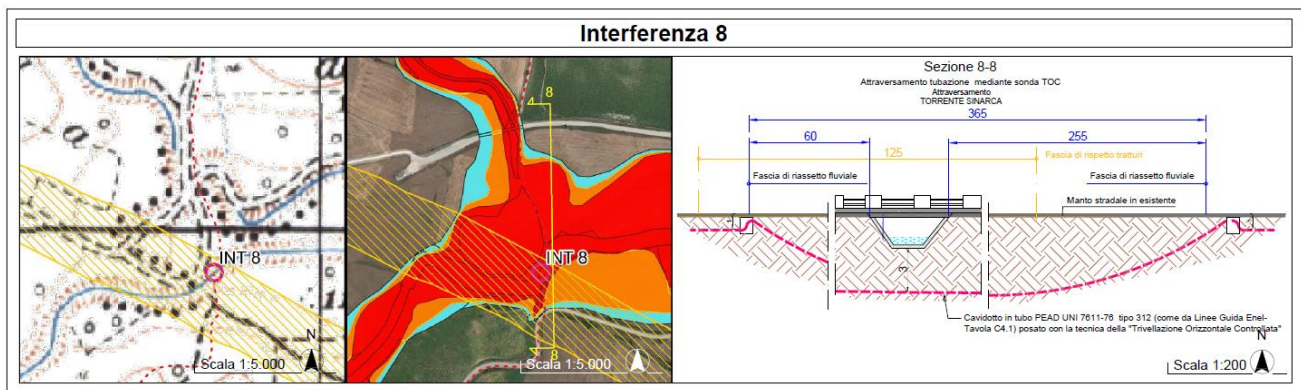 Interferenza 8
INT 8
Scala 1:5.000
N
8
INT 8
8
Scala 1:5.000
Sezione 8-8
Attraversamento tubazione mediante sonda TOC
Attraversamento
TORRENTE SINARCA
365
60
255
125
Fascia di rispetto tratturi
Fascia di riassetto fluviale
Fascia di riassetto fluviale
Manto stradale in esistente
3
Cavidotto in tubo PEAD UNI 7611-76 tipo 312 (come da Linee Guida Enel-
Tavola C4.1) posato con la tecnica della "Trivellazione Orizzontale Controllata"
N
Scala 1:200